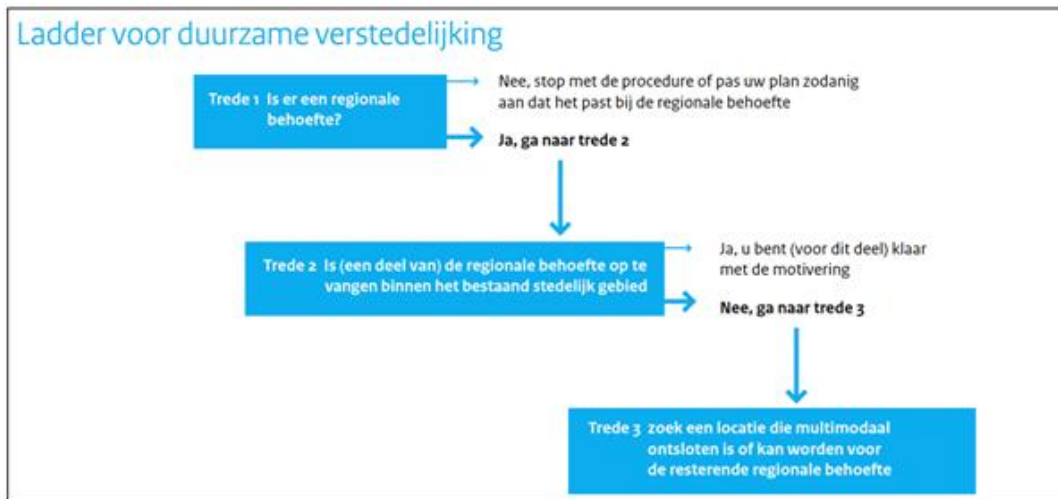 Ladder voor duurzame verstedelijking
Trede 1 Is er een regionale
behoefte?
Nee, stop met de procedure of pas uw plan zodanig
aan dat het past bij de regionale behoefte
Ja, ga naar trede 2
Trede 2 Is (een deel van) de regionale behoefte op te
vangen binnen het bestaand stedelijk gebied
Ja, u bent (voor dit deel) klaar
met de motivering
Nee, ga naar trede 3
Trede 3 zoek een locatie die multimodaal
ontsloten is of kan worden voor
de resterende regionale behoefte